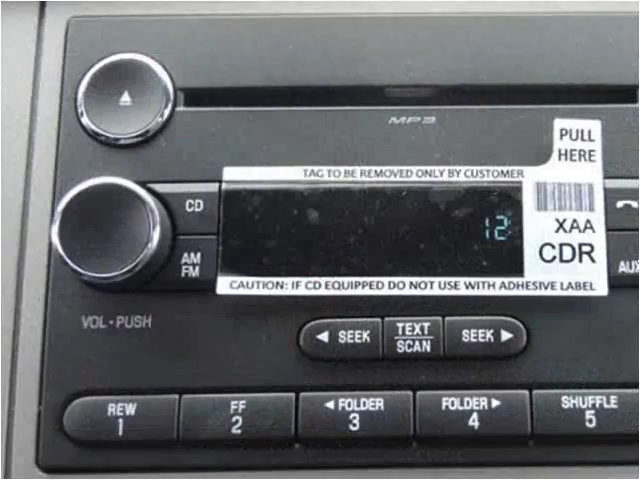 MP3
PULL
HERE
TAG TO BE REMOVED ONLY BY CUSTOMER
CD
12
XAA
CDR
AM
FM
AUX
CAUTION: IF CD EQUIPPED DO NOT USE WITH ADHESIVE LABEL
VOL-PUSH
◄ SEEK
TEXT
SCAN
SEEK ►
REW
1
FF
2
◄ FOLDER
3
FOLDER ►
4
SHUFFLE
5